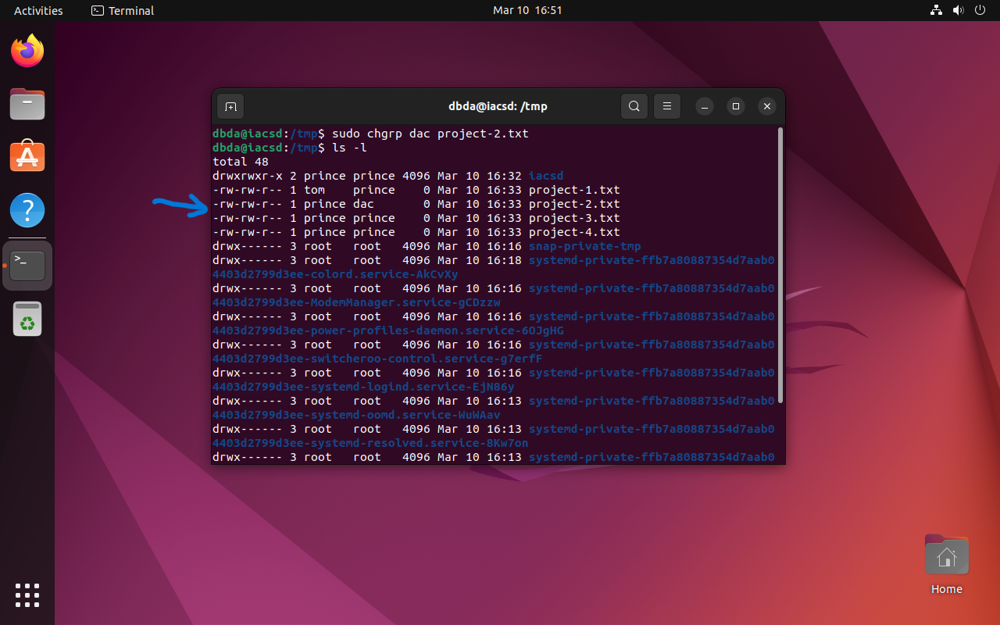 Activities
Terminal
Mar 10 16:51
dbda@iacsd: /tmp
dbda@iacsd:/tmp$ sudo chgrp dac project-2.txt
dbda@iacsd:/tmp$ ls -l
total 48
drwxrwxr-x 2 prince prince 4096 Mar 10 16:32 iacsd
-rw-rw-r-- 1 tom    prince    0 Mar 10 16:33 project-1.txt
-rw-rw-r-- 1 prince dac       0 Mar 10 16:33 project-2.txt
-rw-rw-r-- 1 prince prince    0 Mar 10 16:33 project-3.txt
-rw-rw-r-- 1 prince prince    0 Mar 10 16:33 project-4.txt
drwx------ 3 root   root   4096 Mar 10 16:16 snap-private-tmp
drwx------ 3 root   root   4096 Mar 10 16:18 systemd-private-ffb7a80887354d7aab0
4403d2799d3ee-colord.service-AkCvXy
drwx------ 3 root   root   4096 Mar 10 16:16 systemd-private-ffb7a80887354d7aab0
4403d2799d3ee-ModemManager.service-gCDzzw
drwx------ 3 root   root   4096 Mar 10 16:16 systemd-private-ffb7a80887354d7aab0
4403d2799d3ee-power-profiles-daemon.service-6OJgHG
drwx------ 3 root   root   4096 Mar 10 16:16 systemd-private-ffb7a80887354d7aab0
4403d2799d3ee-switcheroo-control.service-g7erfF
drwx------ 3 root   root   4096 Mar 10 16:16 systemd-private-ffb7a80887354d7aab0
4403d2799d3ee-systemd-logind.service-EjN86y
drwx------ 3 root   root   4096 Mar 10 16:13 systemd-private-ffb7a80887354d7aab0
4403d2799d3ee-systemd-oomd.service-WuWAav
drwx------ 3 root   root   4096 Mar 10 16:13 systemd-private-ffb7a80887354d7aab0
4403d2799d3ee-systemd-resolved.service-8Kw7on
drwx------ 3 root   root   4096 Mar 10 16:13 systemd-private-ffb7a80887354d7aab0
Home